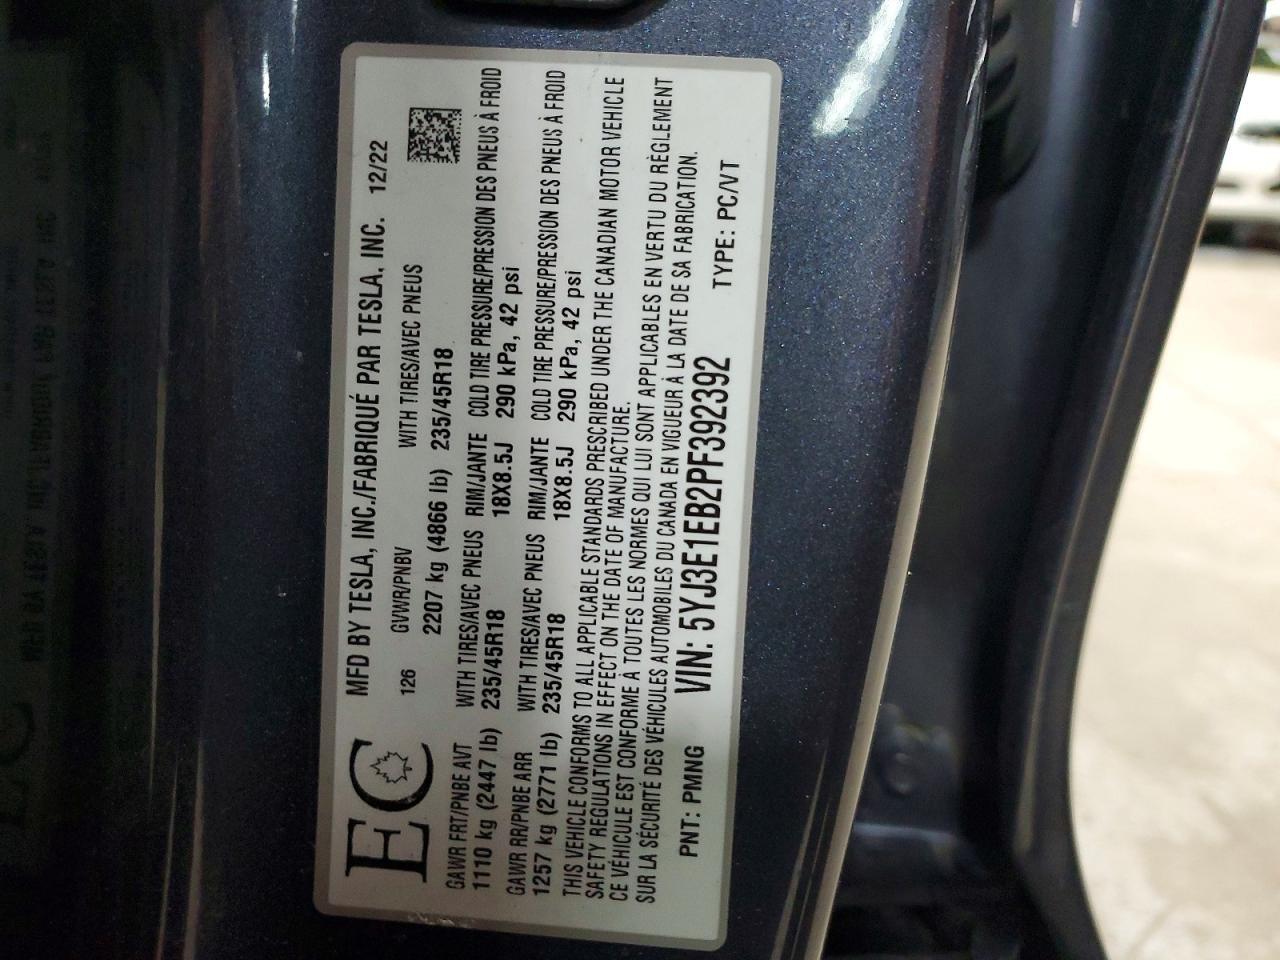 EC
MFD BY TESLA, INC./FABRIQUÉ PAR TESLA, INC. 12/22
126 GVWR/PNBV WITH TIRES/AVEC PNEUS
2207 kg (4866 lb) 235/45R18
GAWR FRT/PNBE AVT WITH TIRES/AVEC PNEUS RIM/JANTE COLD TIRE PRESSURE/PRESSION DES PNEUS À FROID
1110 kg (2447 lb) 235/45R18 18X8.5J 290 kPa, 42 psi
GAWR RR/PNBE ARR WITH TIRES/AVEC PNEUS RIM/JANTE COLD TIRE PRESSURE/PRESSION DES PNEUS À FROID
1257 kg (2771 lb) 235/45R18 18X8.5J 290 kPa, 42 psi
THIS VEHICLE CONFORMS TO ALL APPLICABLE STANDARDS PRESCRIBED UNDER THE CANADIAN MOTOR VEHICLE
SAFETY REGULATIONS IN EFFECT ON THE DATE OF MANUFACTURE.
CE VÉHICULE EST CONFORME À TOUTES LES NORMES QUI LUI SONT APPLICABLES EN VERTU DU RÈGLEMENT
SUR LA SÉCURITÉ DES VÉHICULES AUTOMOBILES DU CANADA EN VIGUEUR À LA DATE DE SA FABRICATION.
PNT: PMNG VIN: 5YJ3E1EB2PF392392 TYPE: PC/VT